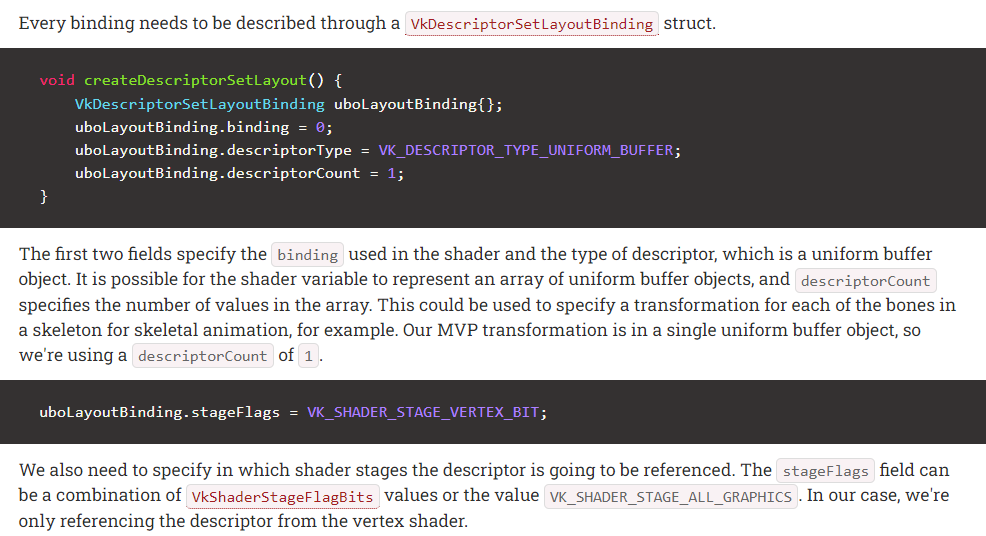 Every binding needs to be described through a VkDescriptorSetLayoutBinding struct.
void createDescriptorSetLayout() {
    VkDescriptorSetLayoutBinding uboLayoutBinding{};
    uboLayoutBinding.binding = 0;
    uboLayoutBinding.descriptorType = VK_DESCRIPTOR_TYPE_UNIFORM_BUFFER;
    uboLayoutBinding.descriptorCount = 1;
}
The first two fields specify the binding used in the shader and the type of descriptor, which is a uniform buffer
object. It is possible for the shader variable to represent an array of uniform buffer objects, and descriptorCount
specifies the number of values in the array. This could be used to specify a transformation for each of the bones in
a skeleton for skeletal animation, for example. Our MVP transformation is in a single uniform buffer object, so
we're using a descriptorCount of 1.
uboLayoutBinding.stageFlags = VK_SHADER_STAGE_VERTEX_BIT;
We also need to specify in which shader stages the descriptor is going to be referenced. The stageFlags field can
be a combination of VkShaderStageFlagBits values or the value VK_SHADER_STAGE_ALL_GRAPHICS. In our case, we're
only referencing the descriptor from the vertex shader.